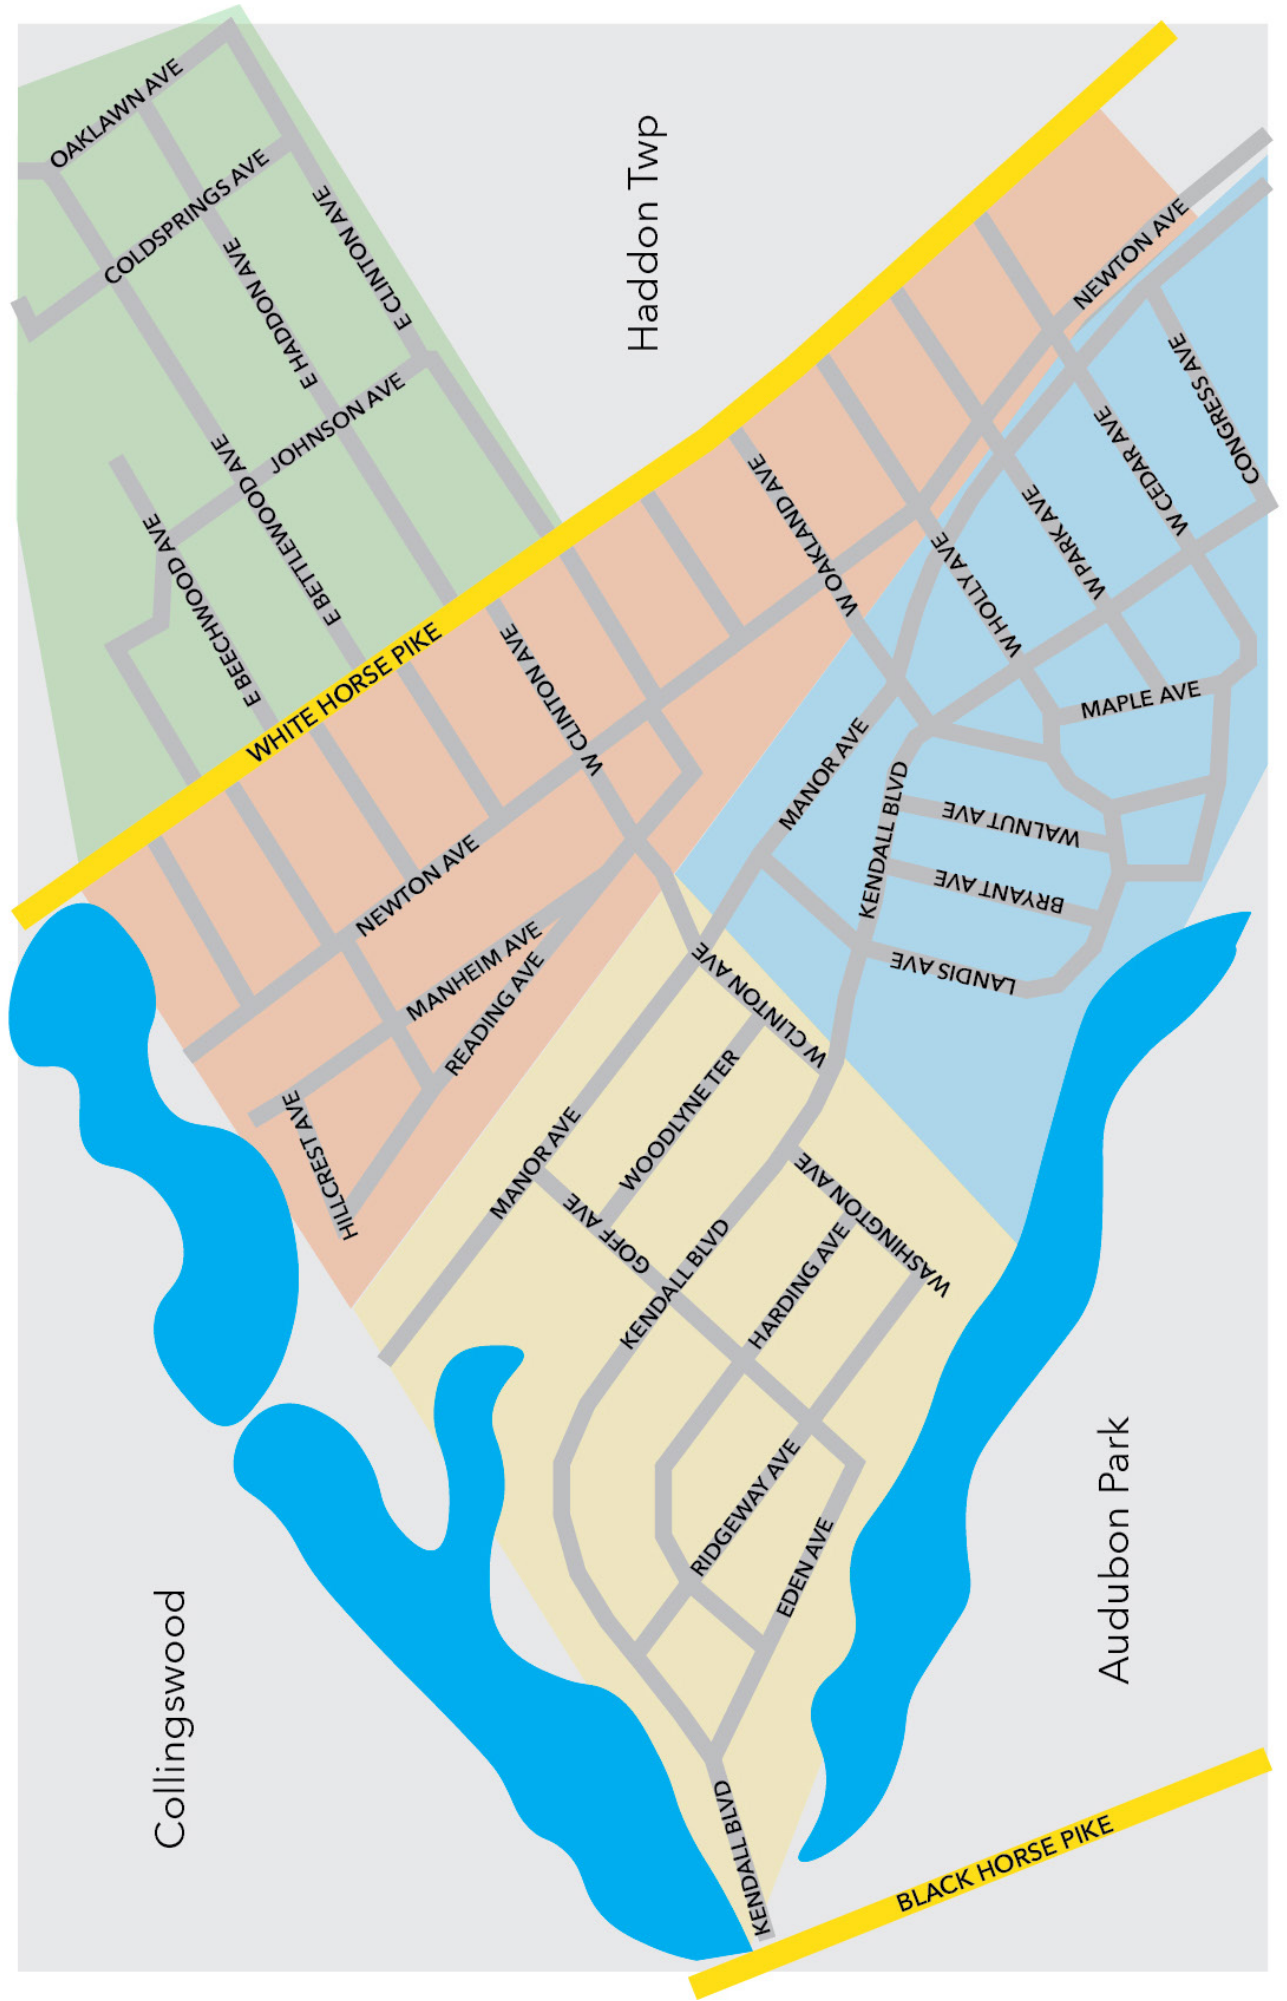 OAKLAWN AVE
COLDSPRINGS AVE
E CLINTON AVE
E HADDON AVE
JOHNSON AVE
E BETTLEWOOD AVE
E BEECHWOOD AVE
Haddon Twp
NEWTON AVE
CONGRESS AVE
W CEDAR AVE
W PARK AVE
W HOLLY AVE
W OAKLAND AVE
WHITE HORSE PIKE
W CLINTON AVE
MAPLE AVE
MANOR AVE
KENDALL BLVD
WALNUT AVE
BRYANT AVE
LANDIS AVE
NEWTON AVE
MANHEIM AVE
READING AVE
HILLCREST AVE
W CLINTON AVE
WOODLYNE TER
MANOR AVE
GOFF AVE
KENDALL BLVD
WASHINGTON AVE
HARDING AVE
RIDGEWAY AVE
EDEN AVE
Collingswood
Audubon Park
KENDALL BLVD
BLACK HORSE PIKE